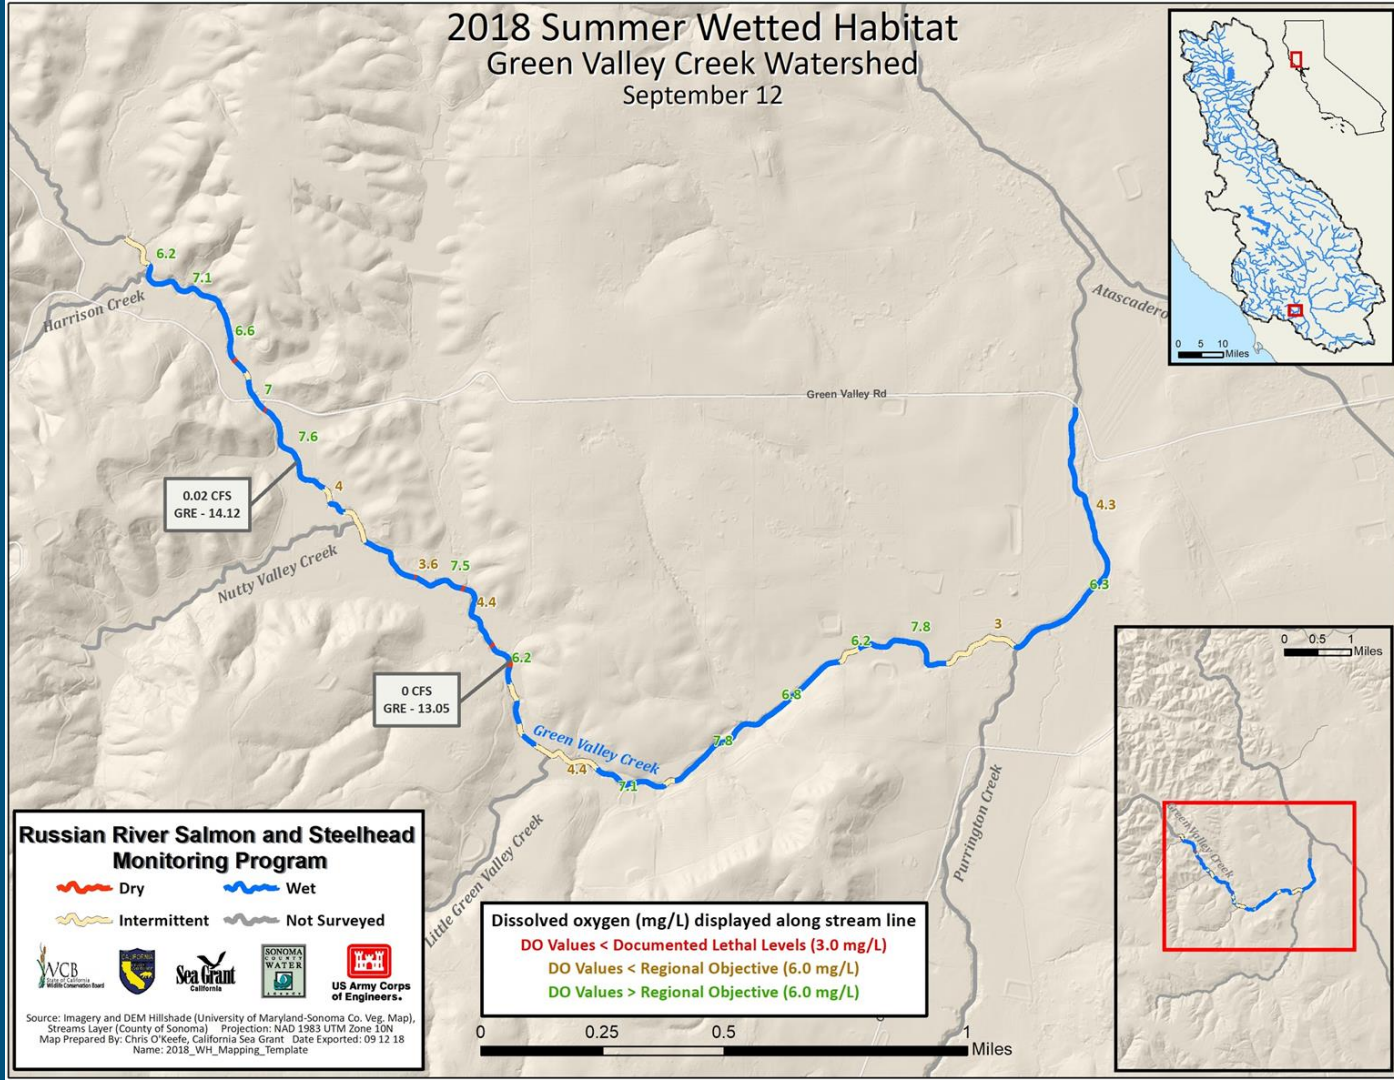 2018 Summer Wetted Habitat
Green Valley Creek Watershed
September 12
0 5 10
Miles
Atascadero
Harrison Creek
6.2
7.1
6.6
7
7.6
Green Valley Rd
0.02 CFS
GRE - 14.12
4
Nutty Valley Creek
3.6
7.5
4.4
6.2
0 CFS
GRE - 13.05
4.3
6.3
3
7.8
6.2
6.8
7.8
Green Valley Creek
4.4
7.1
Little Green Valley Creek
Purrington Creek
0 0.5 1
Miles
Green Valley Creek
Russian River Salmon and Steelhead
Monitoring Program
Dry
Wet
Intermittent
Not Surveyed
WCB
Wildlife Conservation Board
CALIFORNIA
Sea Grant
California
SONOMA
COUNTY
WATER
AGENCY
US Army Corps
of Engineers®
Source: Imagery and DEM Hillshade (University of Maryland-Sonoma Co. Veg. Map),
Streams Layer (County of Sonoma) Projection: NAD 1983 UTM Zone 10N
Map Prepared By: Chris O'Keefe, California Sea Grant Date Exported: 09 12 18
Name: 2018_WH_Mapping_Template
Dissolved oxygen (mg/L) displayed along stream line
DO Values < Documented Lethal Levels (3.0 mg/L)
DO Values < Regional Objective (6.0 mg/L)
DO Values > Regional Objective (6.0 mg/L)
0 0.25 0.5 1
Miles